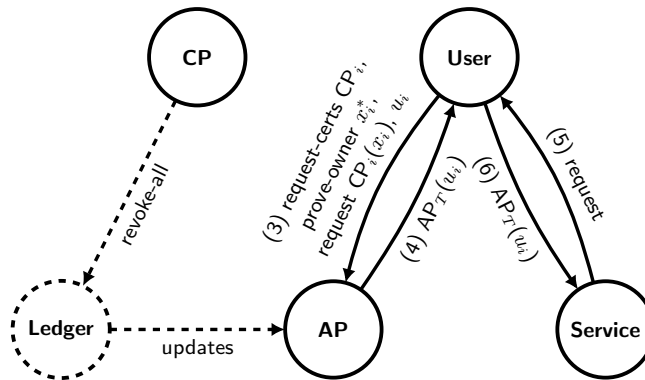 CP
User
(3) request-certs CP_i,
prove-owner x_i^*,
request CP_i(x_i), u_i
(4) AP_T(u_i)
(6) AP_T(u_i)
(5) request
revoke-all
Ledger
updates
AP
Service